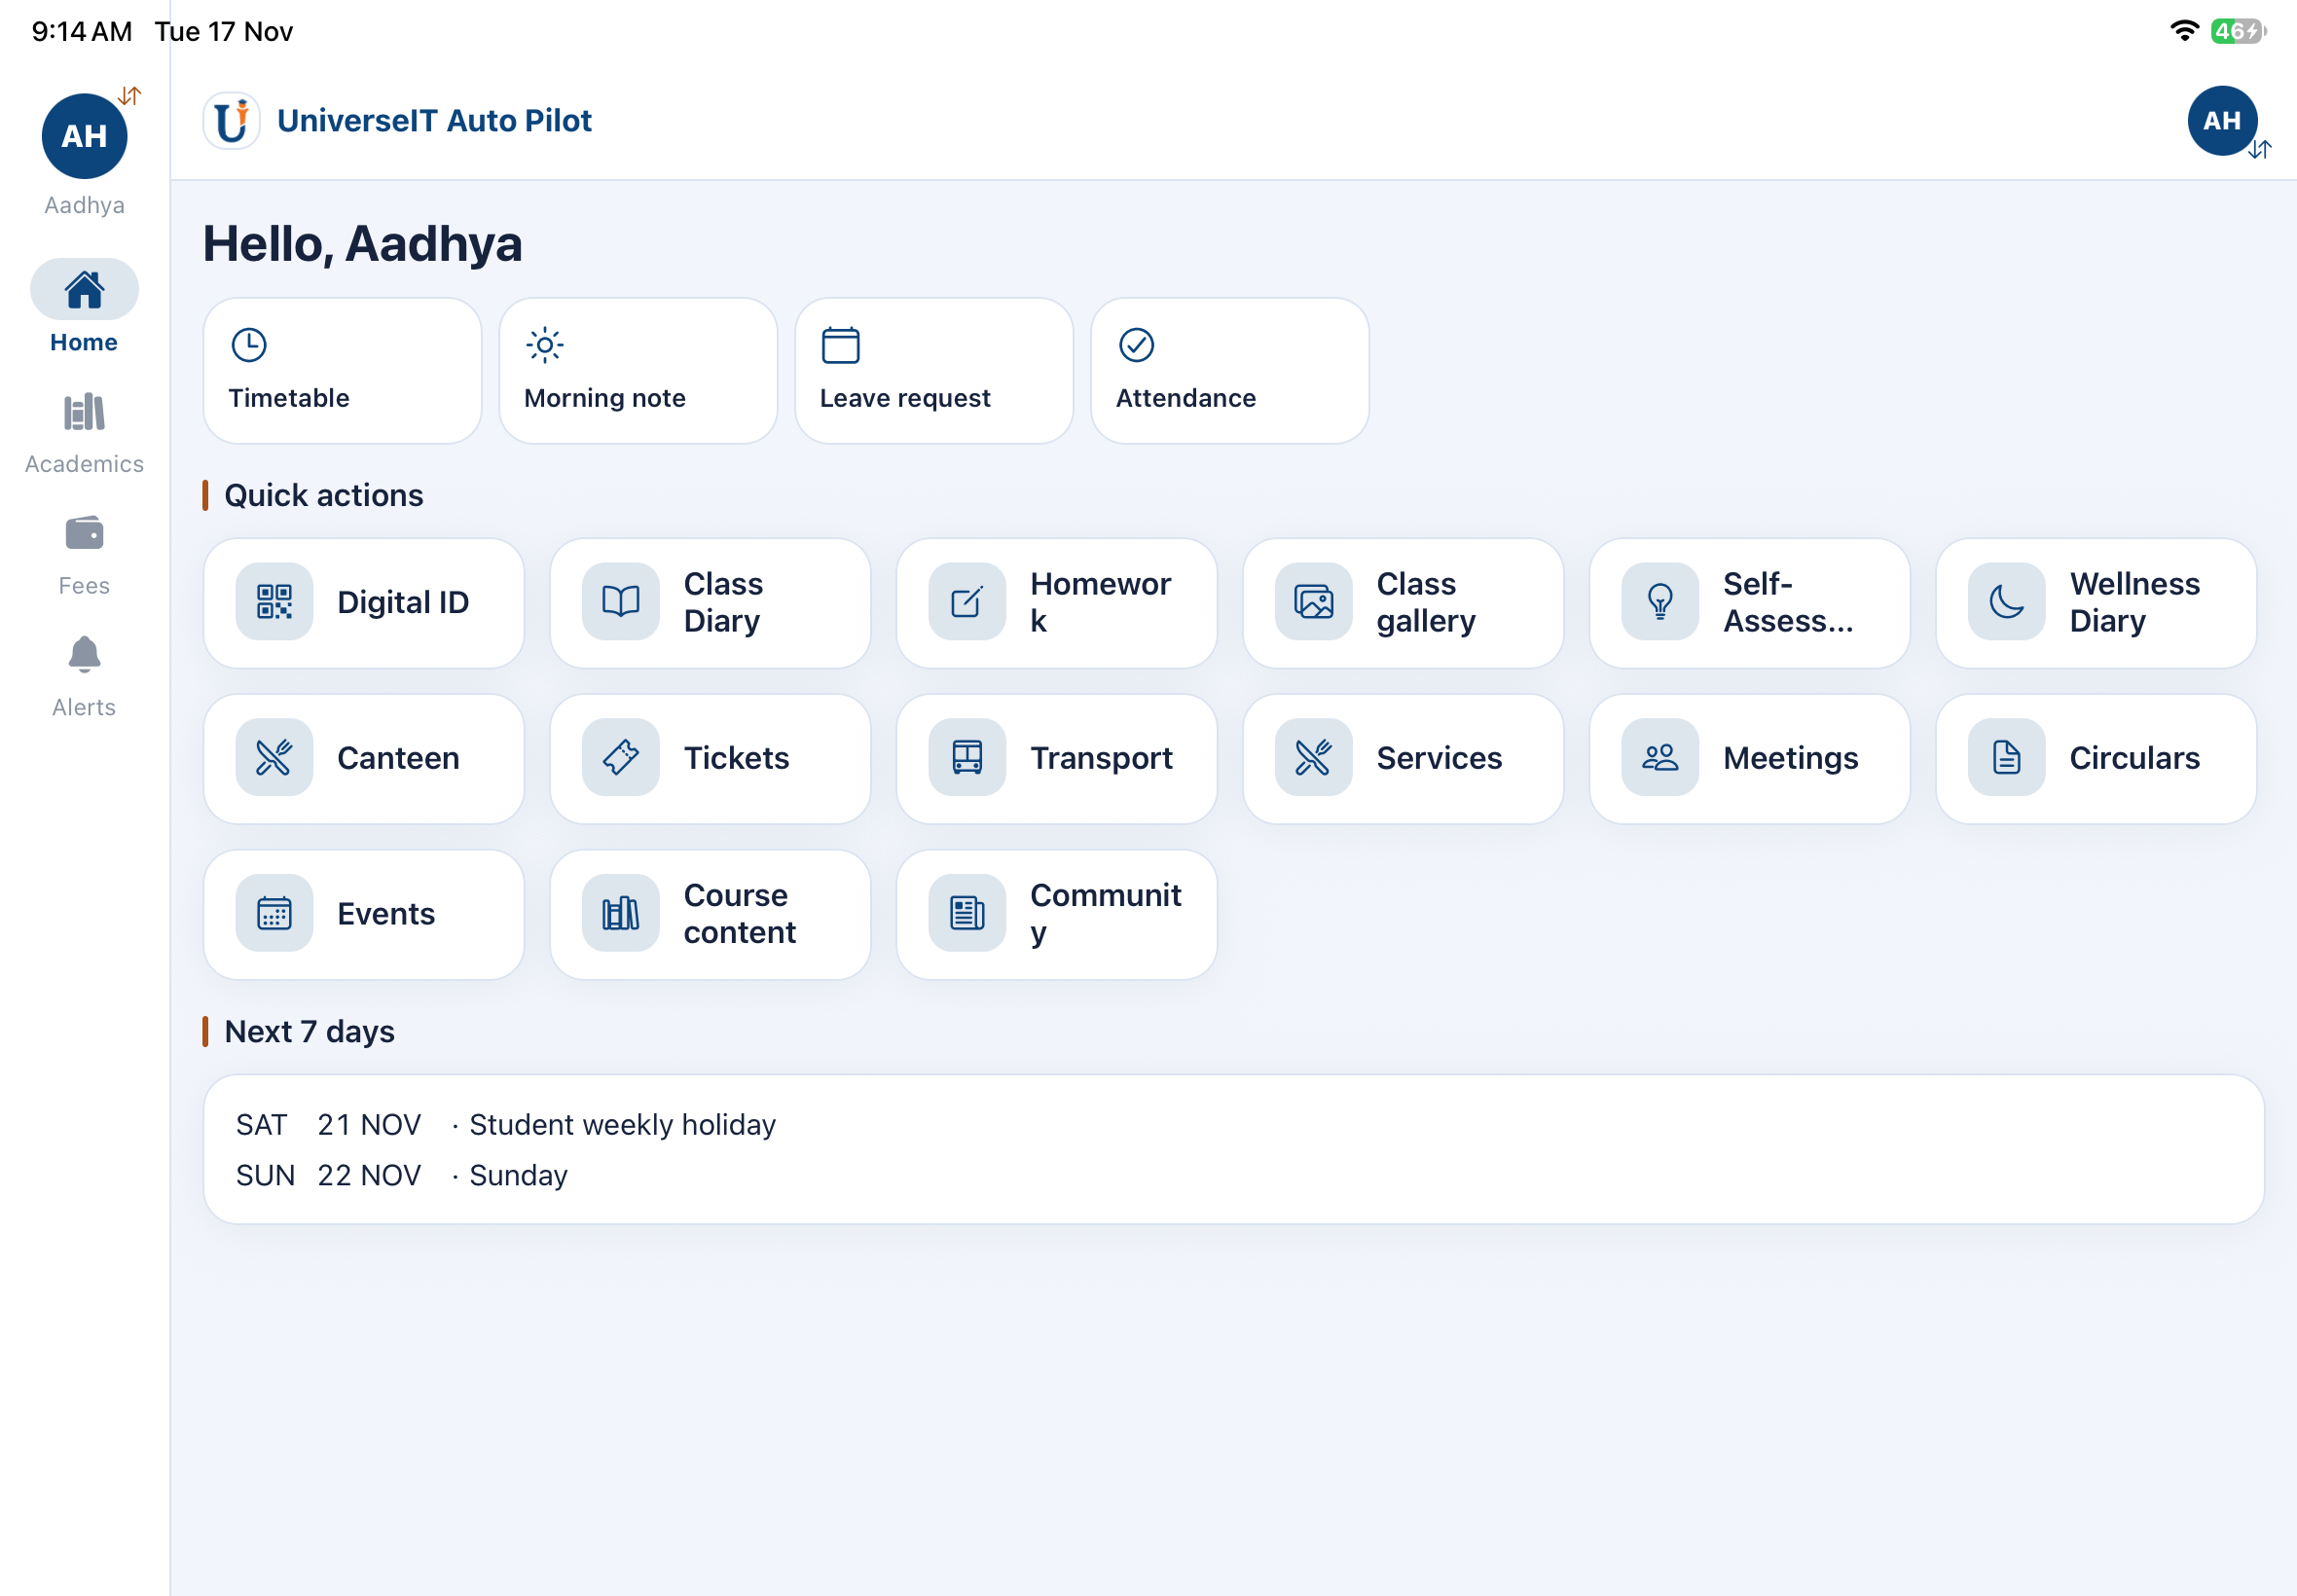 9:14 AM Tue 17 Nov
46
AH
Aadhya
Home
Academics
Fees
Alerts
UniverseIT Auto Pilot
AH
Hello, Aadhya
Timetable
Morning note
Leave request
Attendance
Quick actions
Digital ID
Class
Diary
Homewor
k
Class
gallery
Self-
Assess...
Wellness
Diary
Canteen
Tickets
Transport
Services
Meetings
Circulars
Events
Course
content
Communit
y
Next 7 days
SAT 21 NOV · Student weekly holiday
SUN 22 NOV · Sunday